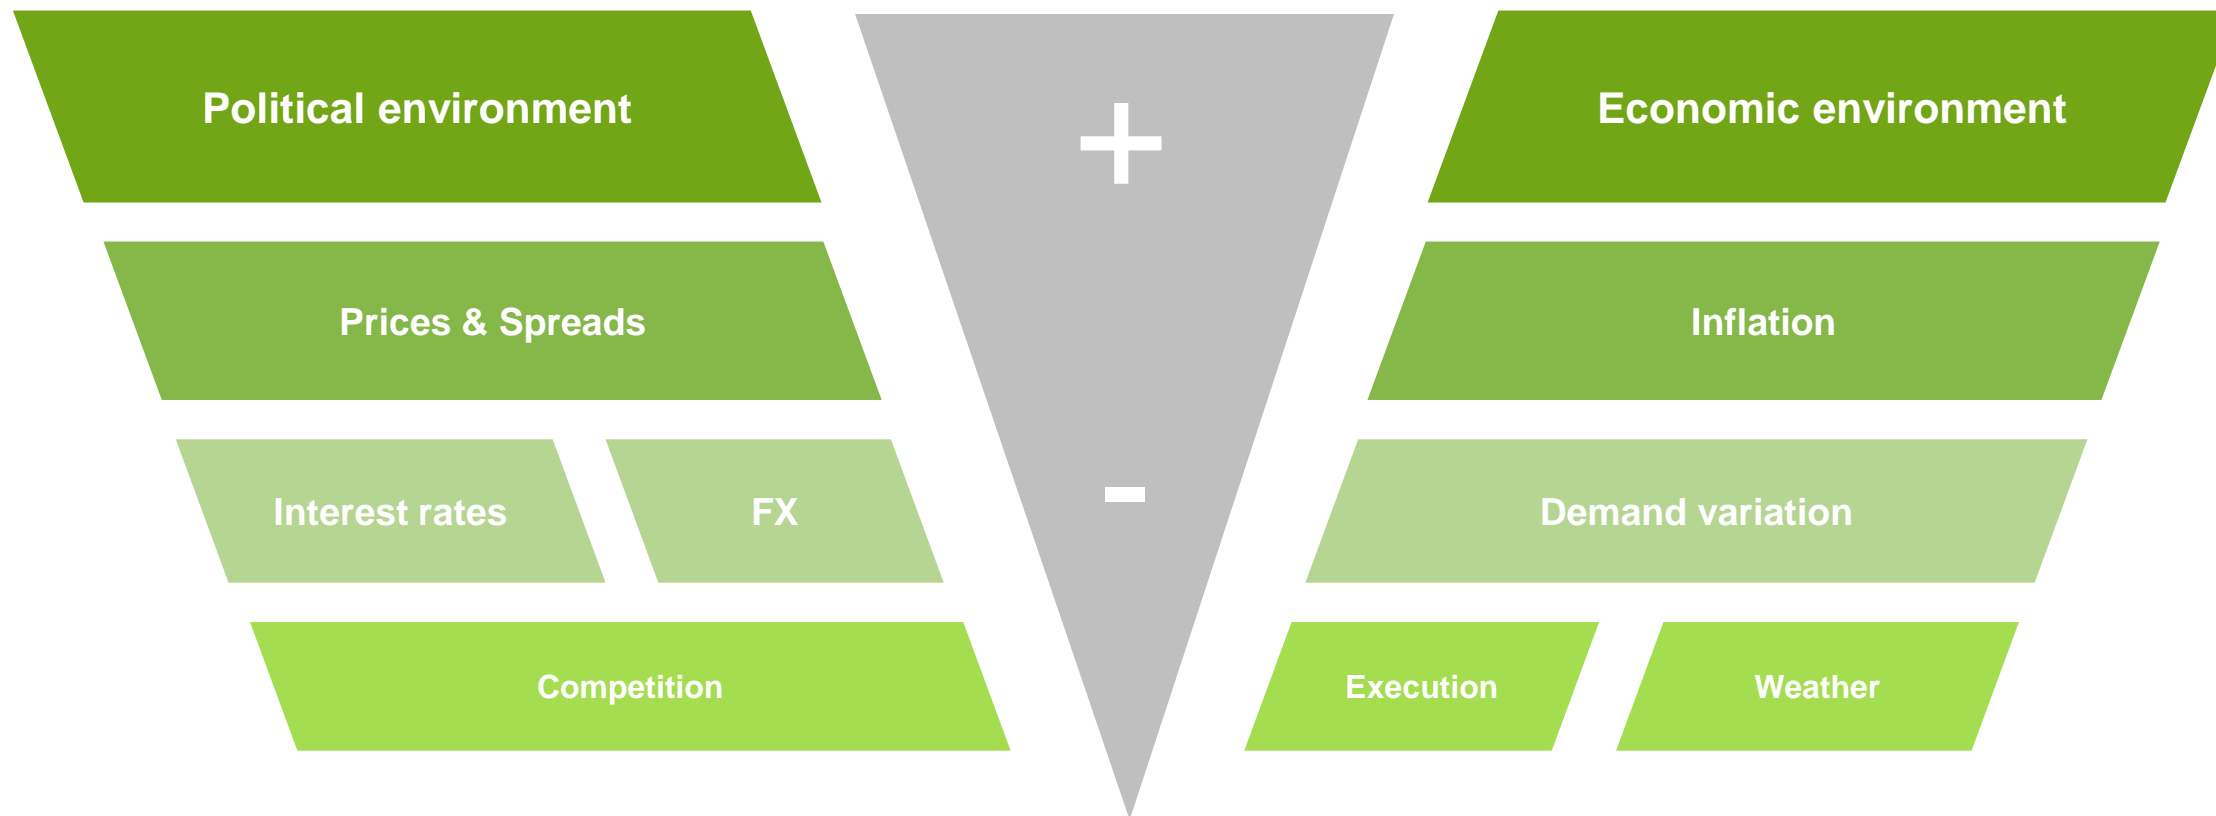 Political environment
+
Economic environment
Prices & Spreads
Inflation
Interest rates
FX
-
Demand variation
Competition
Execution
Weather